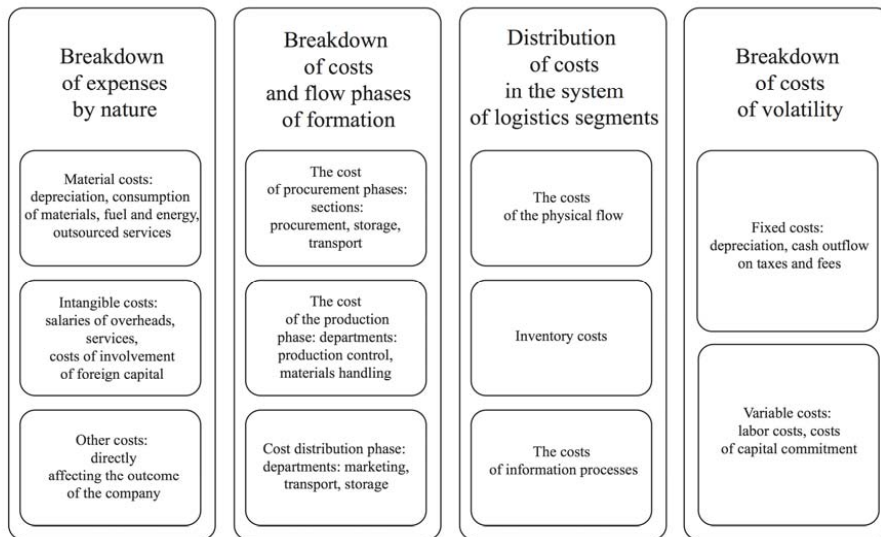 Breakdown
of expenses
by nature
Material costs:
depreciation, consumption
of materials, fuel and energy,
outsourced services
Intangible costs:
salaries of overheads,
services,
costs of involvement
of foreign capital
Other costs:
directly
affecting the outcome
of the company
Breakdown
of costs
and flow phases
of formation
The cost
of procurement phases:
sections:
procurement, storage,
transport
The cost
of the production
phase: departments:
production control,
materials handling
Cost distribution phase:
departments: marketing,
transport, storage
Distribution
of costs
in the system
of logistics segments
The costs
of the physical flow
Inventory costs
The costs
of information processes
Breakdown
of costs
of volatility
Fixed costs:
depreciation, cash outflow
on taxes and fees
Variable costs:
labor costs, costs
of capital commitment